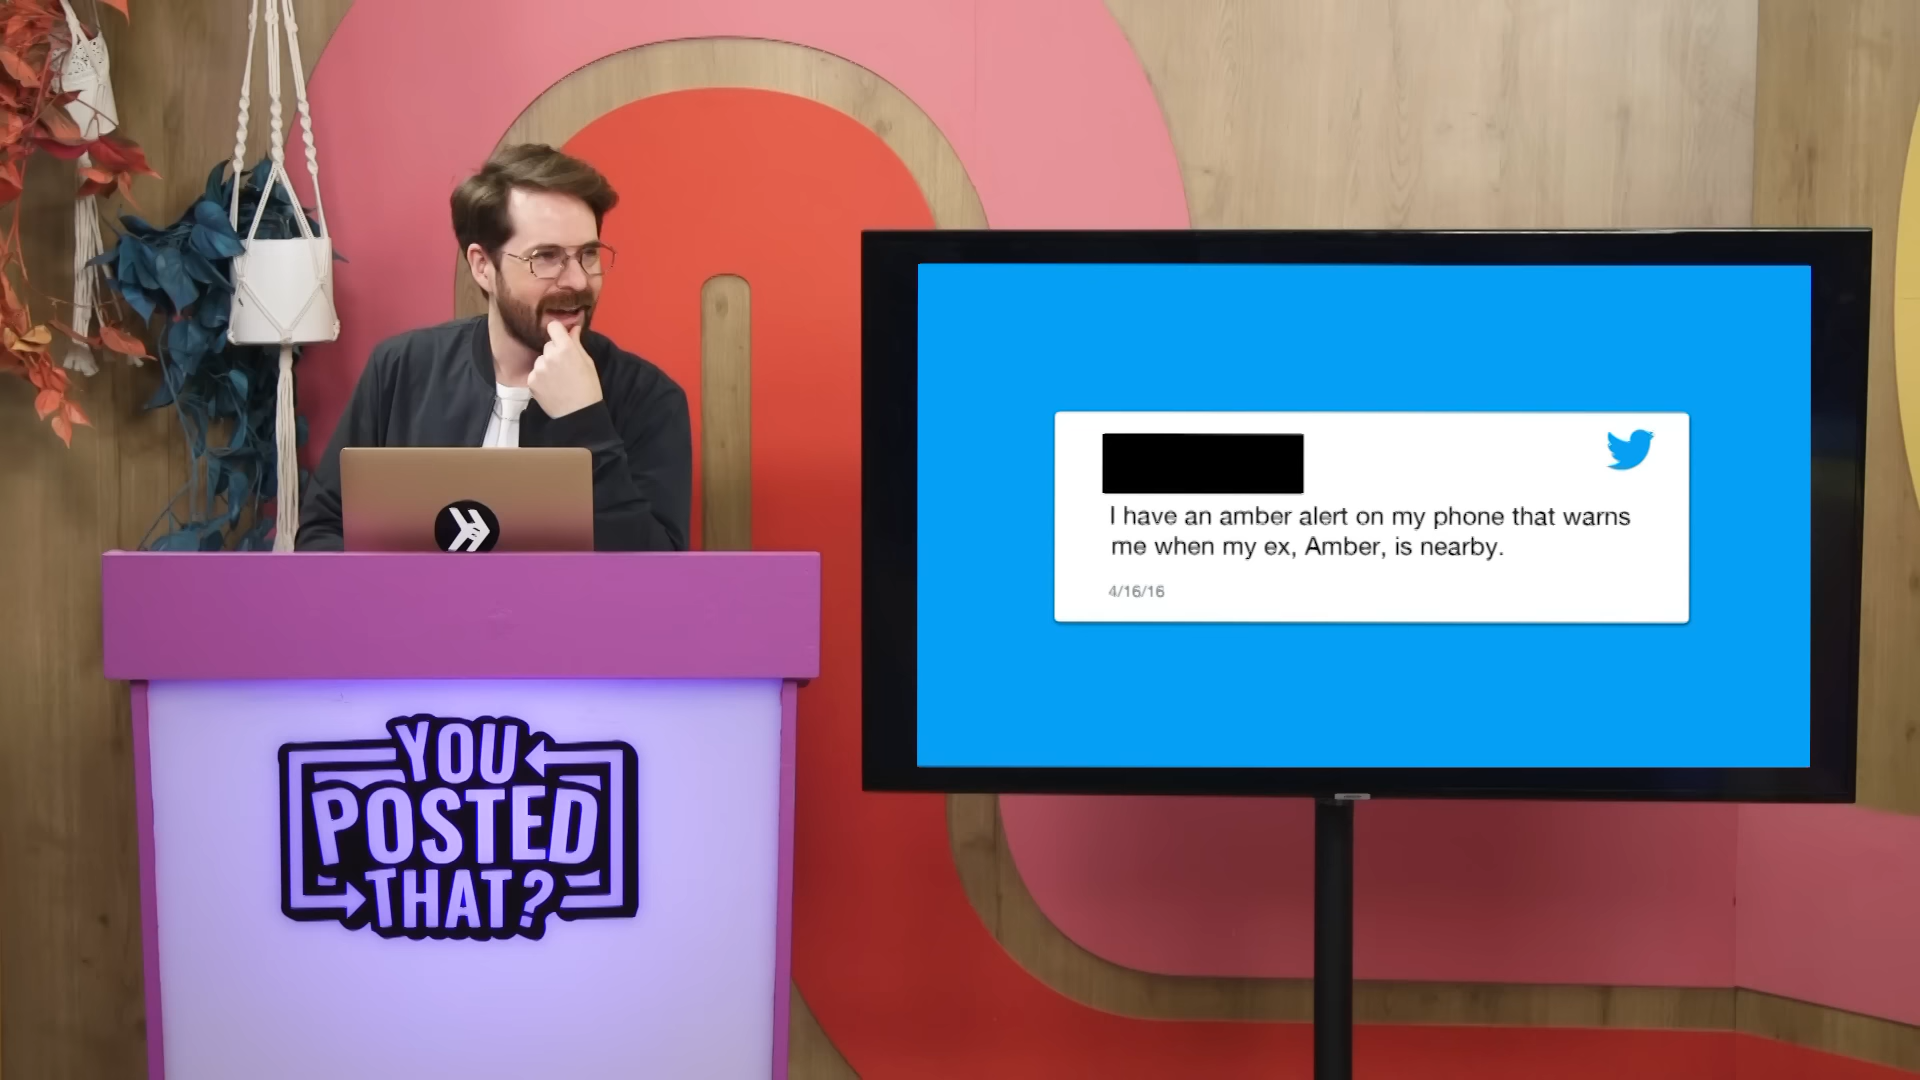 I have an amber alert on my phone that warns
me when my ex, Amber, is nearby.
4/16/16
YOU
POSTED
THAT?